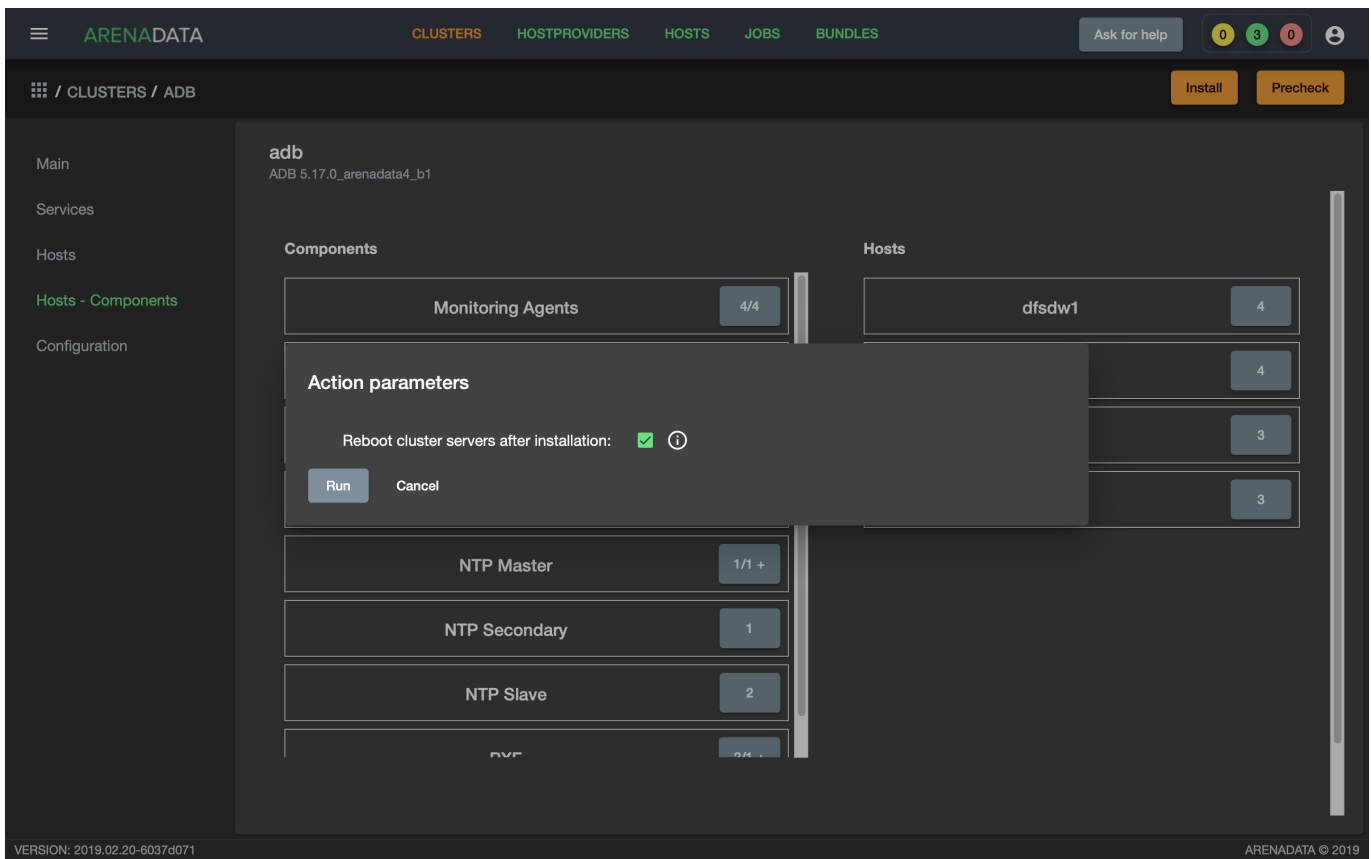 ARENADATA
CLUSTERS
HOSTPROVIDERS
HOSTS
JOBS
BUNDLES
Ask for help
0
3
0
/ CLUSTERS / ADB
Install
Precheck
Main
Services
Hosts
Hosts - Components
Configuration
adb
ADB 5.17.0_arenadata4_b1
Components
Hosts
Monitoring Agents
4/4
dfsdw1
4
4
Action parameters
Reboot cluster servers after installation:
3
Run
Cancel
3
NTP Master
1/1 +
NTP Secondary
1
NTP Slave
2
VERSION: 2019.02.20-6037d071
ARENADATA © 2019